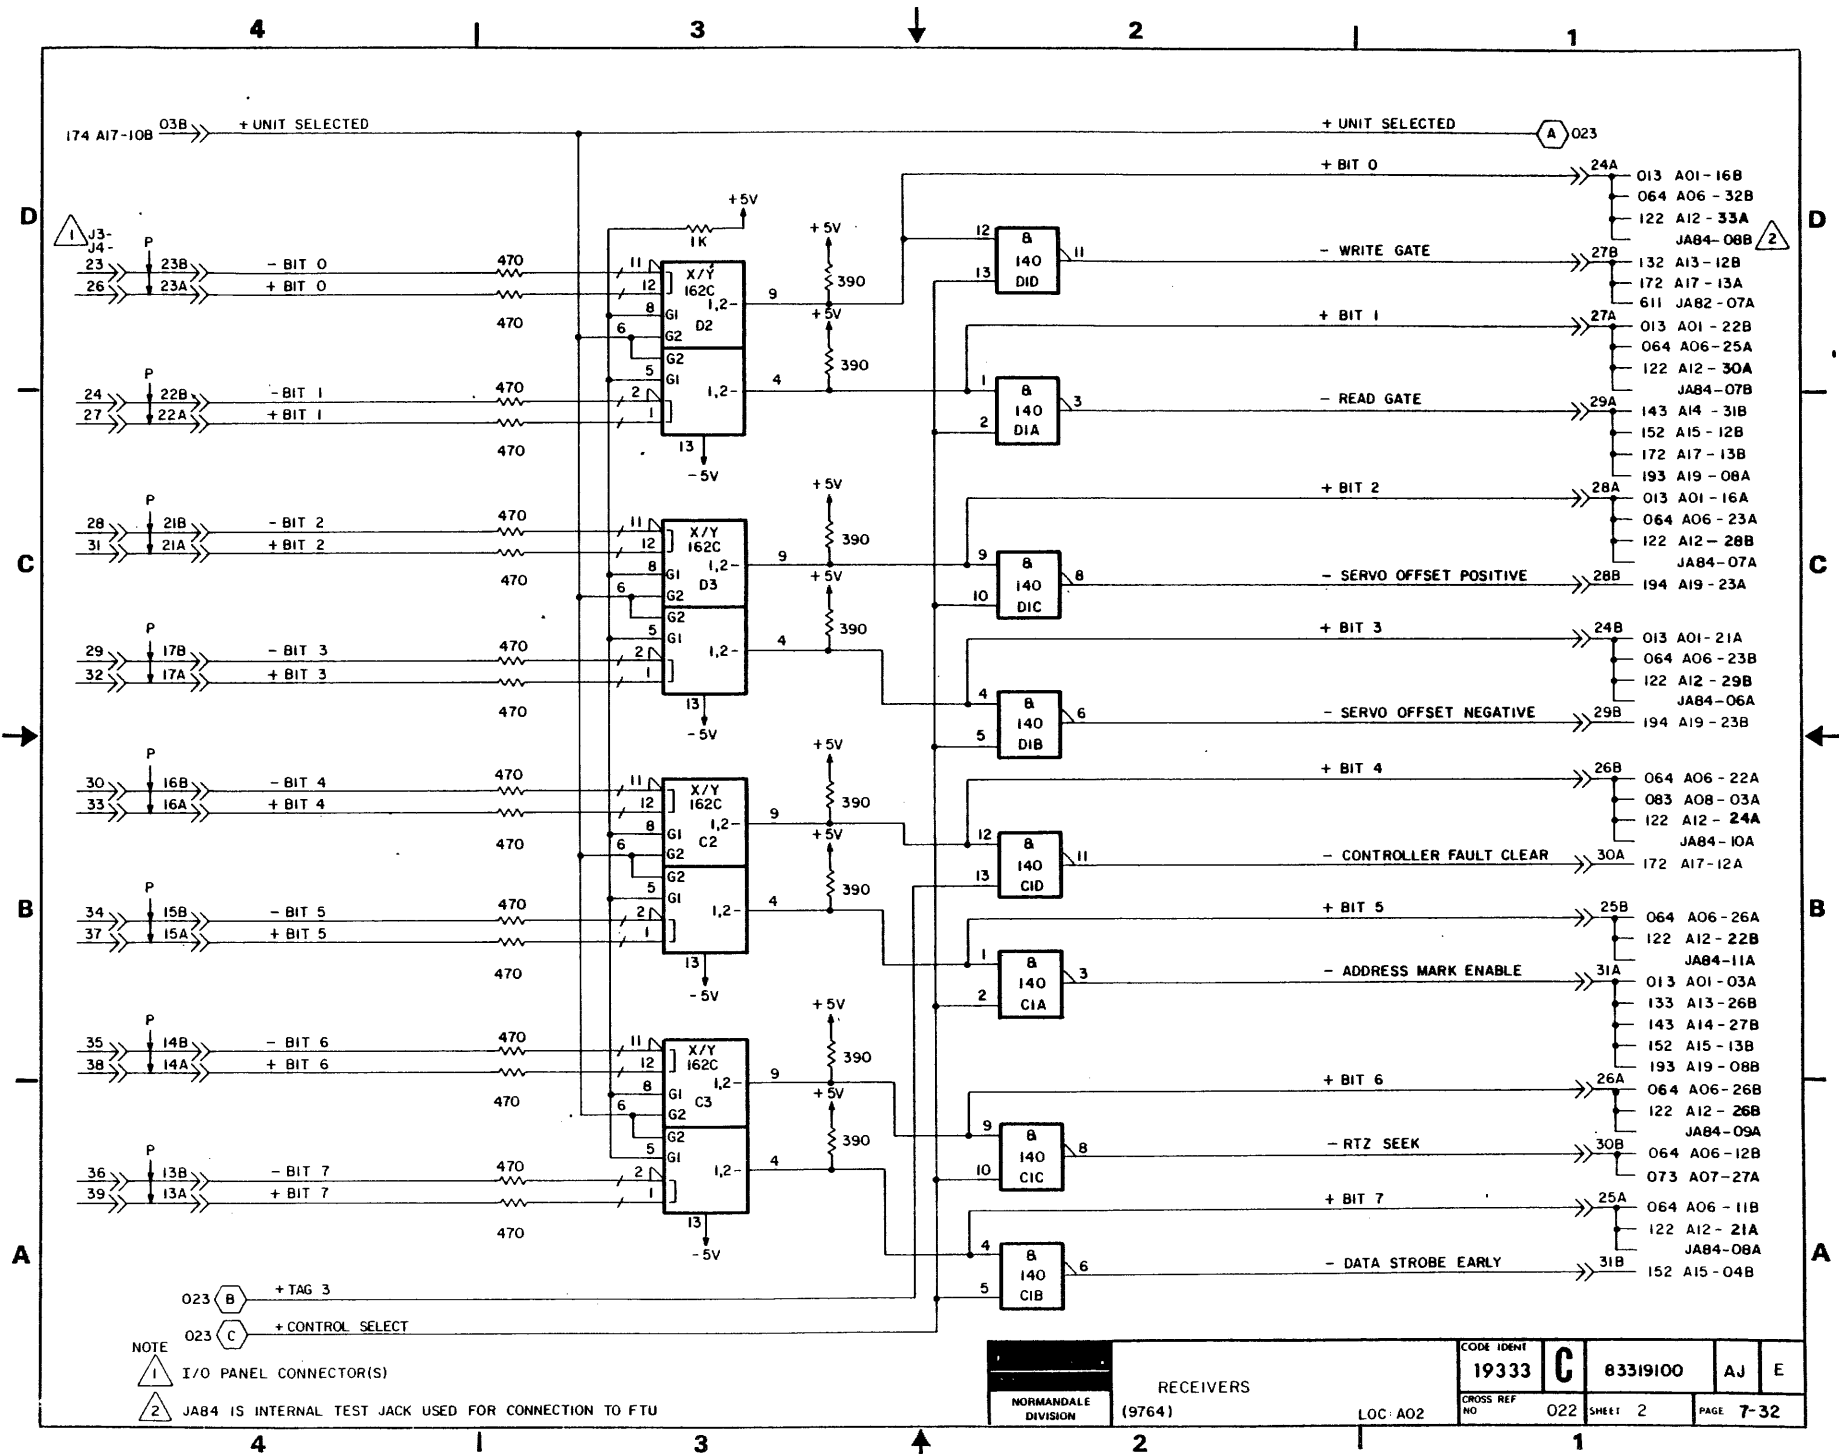 4 3 2 1
174 A17-10B 03B + UNIT SELECTED + UNIT SELECTED A 023
+ BIT 0 24A 013 A01-16B
064 A06-32B
D 122 A12-33A D
JA84-08B 2
1 J3-
J4-
P
+5V
1K
+5V
390
23 23B - BIT 0 470 11
26 23A + BIT 0 470 12
X/Y
162C
1,2- 9
8 G1 D2
6 G2
G2
5 G1 1,2- 4
12 & 11 - WRITE GATE 27B 132 A13-12B
140 172 A17-13A
13 D1D 611 JA82-07A
+5V
390
+ BIT 1 27A 013 A01-22B
064 A06-25A
122 A12-30A
JA84-07B
P
24 22B - BIT 1 470 2
27 22A + BIT 1 470 1
13
-5V
1 & 3 - READ GATE 29A 143 A14-31B
140 152 A15-12B
2 D1A 172 A17-13B
193 A19-08A
+ BIT 2 28A 013 A01-16A
064 A06-23A
122 A12-28B
JA84-07A
P
+5V
390
28 21B - BIT 2 470 11
31 21A + BIT 2 470 12
C C
X/Y
162C
1,2- 9
8 G1 D3
6 G2
G2
5 G1 1,2- 4
9 & 8 - SERVO OFFSET POSITIVE 28B 194 A19-23A
140
10 D1C
+5V
390
+ BIT 3 24B 013 A01-21A
064 A06-23B
122 A12-29B
JA84-06A
P
29 17B - BIT 3 470 2
32 17A + BIT 3 470 1
13
-5V
4 & 6 - SERVO OFFSET NEGATIVE 29B 194 A19-23B
140
5 D1B
+ BIT 4 26B 064 A06-22A
083 A08-03A
122 A12-24A
JA84-10A
P
+5V
390
30 16B - BIT 4 470 11
33 16A + BIT 4 470 12
X/Y
162C
1,2- 9
8 G1 C2
6 G2
G2
5 G1 1,2- 4
12 & 11 - CONTROLLER FAULT CLEAR 30A 172 A17-12A
140
13 C1D
+5V
390
B B
+ BIT 5 25B 064 A06-26A
122 A12-22B
JA84-11A
P
34 15B - BIT 5 470 2
37 15A + BIT 5 470 1
13
-5V
1 & 3 - ADDRESS MARK ENABLE 31A 013 A01-03A
140 133 A13-26B
2 C1A 143 A14-27B
152 A15-13B
193 A19-08B
+ BIT 6 26A 064 A06-26B
122 A12-26B
JA84-09A
P
+5V
390
35 14B - BIT 6 470 11
38 14A + BIT 6 470 12
X/Y
162C
1,2- 9
8 G1 C3
6 G2
G2
5 G1 1,2- 4
9 & 8 - RTZ SEEK 30B 064 A06-12B
140 073 A07-27A
10 C1C
+5V
390
+ BIT 7 25A 064 A06-11B
122 A12-21A
JA84-08A
P
36 13B - BIT 7 470 2
39 13A + BIT 7 470 1
13
-5V
A A
4 & 6 - DATA STROBE EARLY 31B 152 A15-04B
140
5 C1B
023 B + TAG 3
023 C + CONTROL SELECT
NOTE
1 I/O PANEL CONNECTOR(S)
2 JA84 IS INTERNAL TEST JACK USED FOR CONNECTION TO FTU
NORMANDALE
DIVISION
RECEIVERS
(9764) LOC: A02
CODE IDENT
19333 C 83319100 AJ E
CROSS REF
NO 022 SHEET 2 PAGE 7-32
4 3 2 1